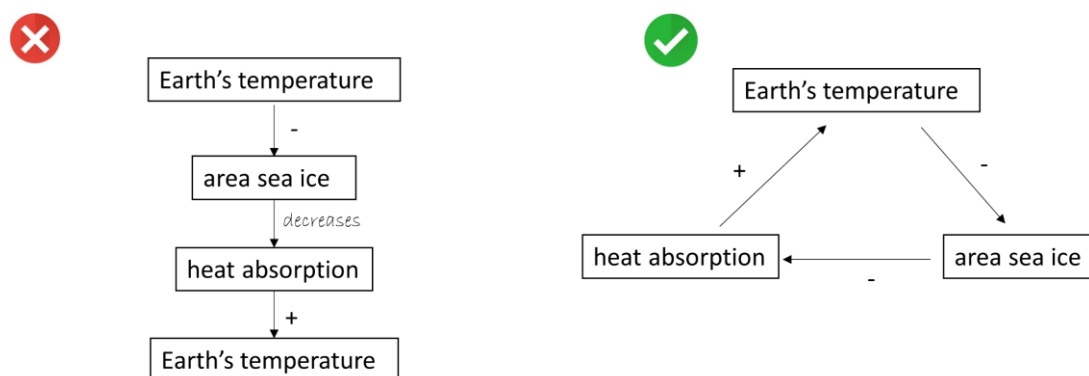 Earth's temperature
-
area sea ice
decreases
heat absorption
+
Earth's temperature
Earth's temperature
+
-
heat absorption
area sea ice
-